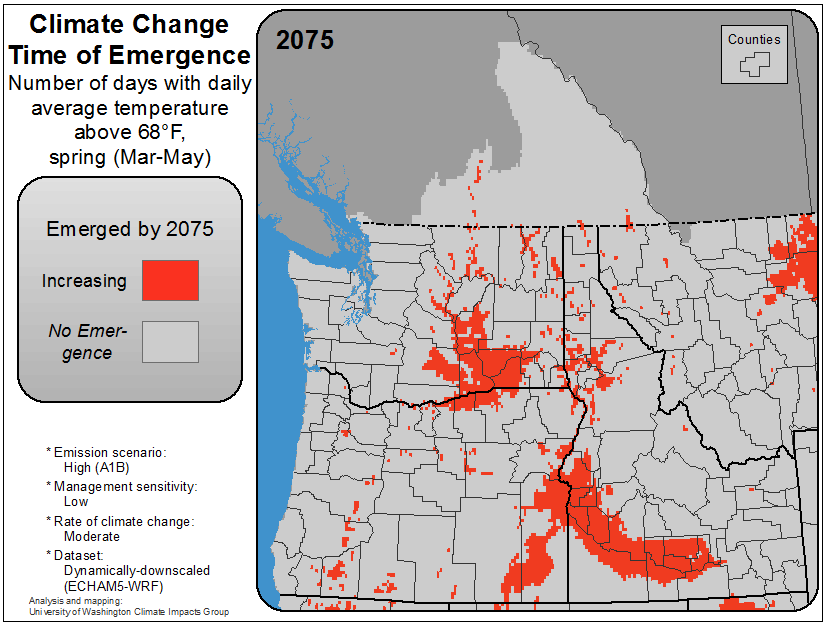 Climate Change
Time of Emergence
Number of days with daily
average temperature
above 68°F,
spring (Mar-May)
Emerged by 2075
Increasing
No Emer-
gence
* Emission scenario:
High (A1B)
* Management sensitivity:
Low
* Rate of climate change:
Moderate
* Dataset:
Dynamically-downscaled
(ECHAM5-WRF)
Analysis and mapping:
University of Washington Climate Impacts Group
2075
Counties